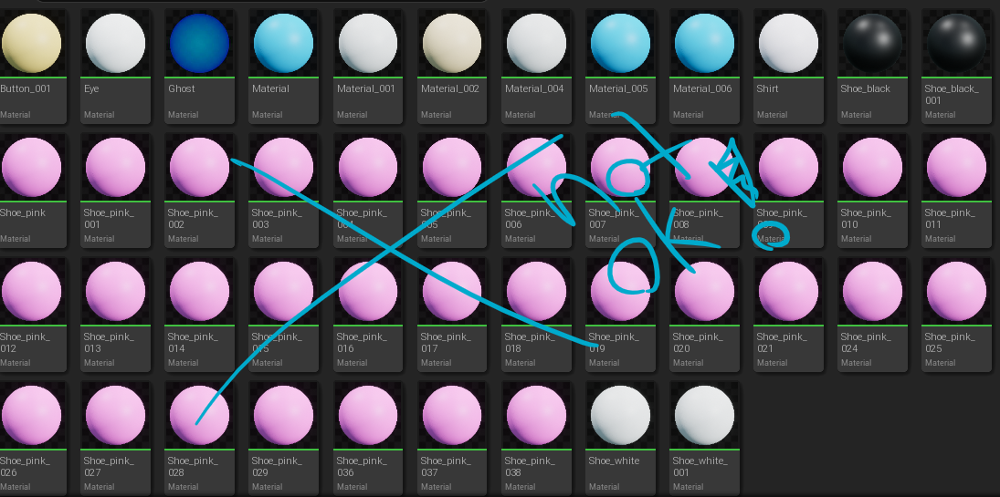 Button_001 Eye Ghost Material Material_001 Material_002 Material_004 Material_005 Material_006 Shirt Shoe_black Shoe_black_
001
Material Material Material Material Material Material Material Material Material Material Material Material
Shoe_pink Shoe_pink_ Shoe_pink_ Shoe_pink_ Shoe_pink_ Shoe_pink_ Shoe_pink_ Shoe_pink_ Shoe_pink_ Shoe_pink_ Shoe_pink_ Shoe_pink_
001 002 003 004 005 006 007 008 009 010 011
Material Material Material Material Material Material Material Material Material Material Material Material
Shoe_pink_ Shoe_pink_ Shoe_pink_ Shoe_pink_ Shoe_pink_ Shoe_pink_ Shoe_pink_ Shoe_pink_ Shoe_pink_ Shoe_pink_ Shoe_pink_ Shoe_pink_
012 013 014 015 016 017 018 019 020 021 024 025
Material Material Material Material Material Material Material Material Material Material Material Material
Shoe_pink_ Shoe_pink_ Shoe_pink_ Shoe_pink_ Shoe_pink_ Shoe_pink_ Shoe_pink_ Shoe_white Shoe_white_
026 027 028 029 036 037 038 001
Material Material Material Material Material Material Material Material Material